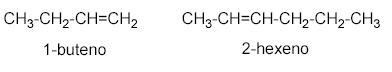 CH₃-CH₂-CH=CH₂ CH₃-CH=CH-CH₂-CH₂-CH₃
1-buteno 2-hexeno